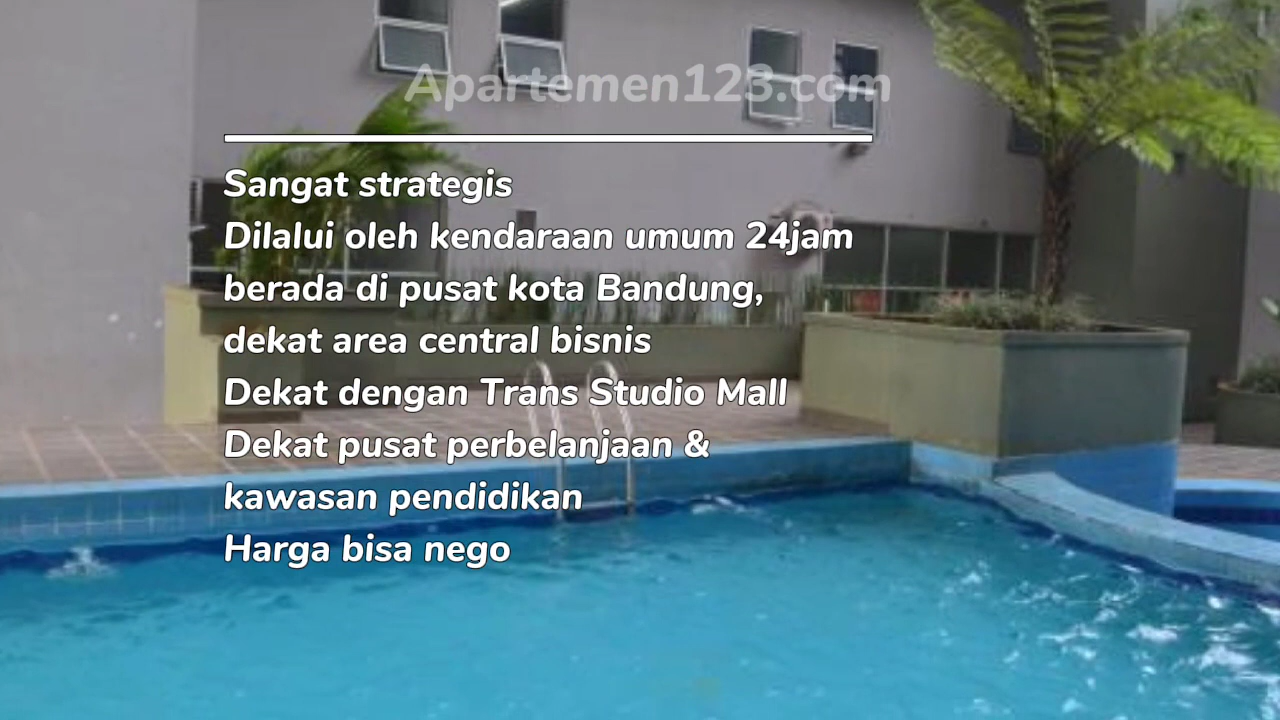 Apartemen123.com
Sangat strategis
Dilalui oleh kendaraan umum 24jam
berada di pusat kota Bandung,
dekat area central bisnis
Dekat dengan Trans Studio Mall
Dekat pusat perbelanjaan &
kawasan pendidikan
Harga bisa nego